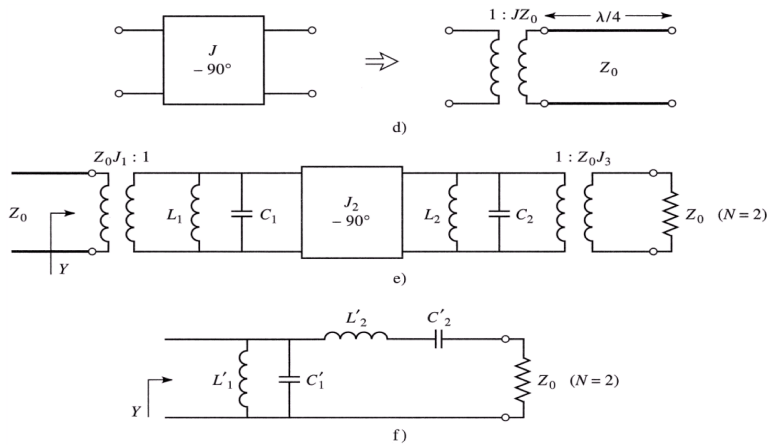 J
− 90°
1 : JZ₀
λ/4
Z₀
d)
Z₀J₁ : 1
Z₀
Y
L₁
C₁
J₂
− 90°
L₂
C₂
1 : Z₀J₃
Z₀ (N = 2)
e)
L′₂
C′₂
Y
L′₁
C′₁
Z₀ (N = 2)
f)